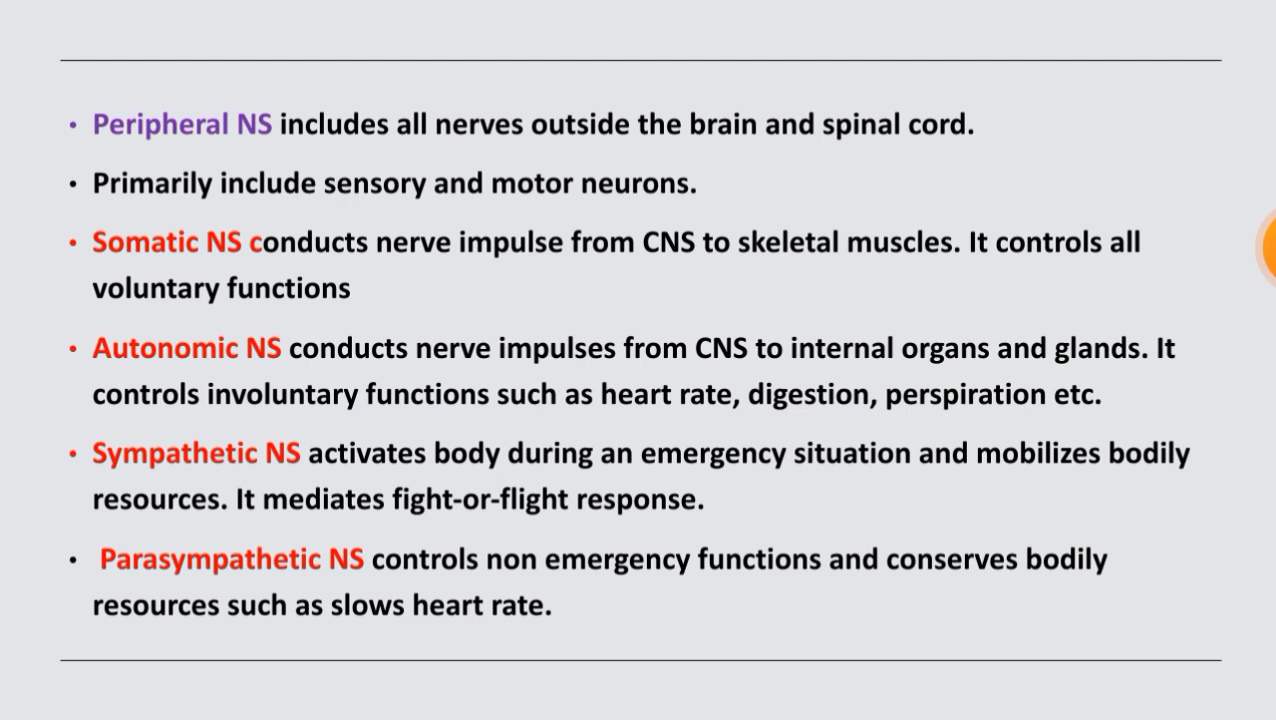 • Peripheral NS includes all nerves outside the brain and spinal cord.
• Primarily include sensory and motor neurons.
• Somatic NS conducts nerve impulse from CNS to skeletal muscles. It controls all
voluntary functions
• Autonomic NS conducts nerve impulses from CNS to internal organs and glands. It
controls involuntary functions such as heart rate, digestion, perspiration etc.
• Sympathetic NS activates body during an emergency situation and mobilizes bodily
resources. It mediates fight-or-flight response.
• Parasympathetic NS controls non emergency functions and conserves bodily
resources such as slows heart rate.